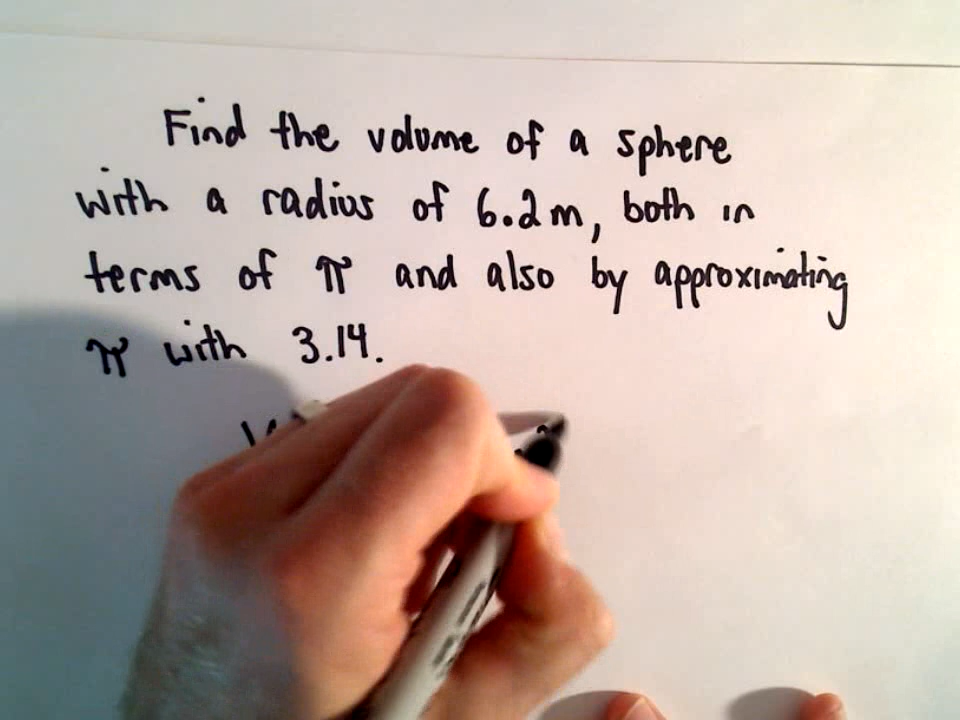 Find the volume of a sphere
with a radius of 6.2m, both in
terms of π and also by approximating
π with 3.14.